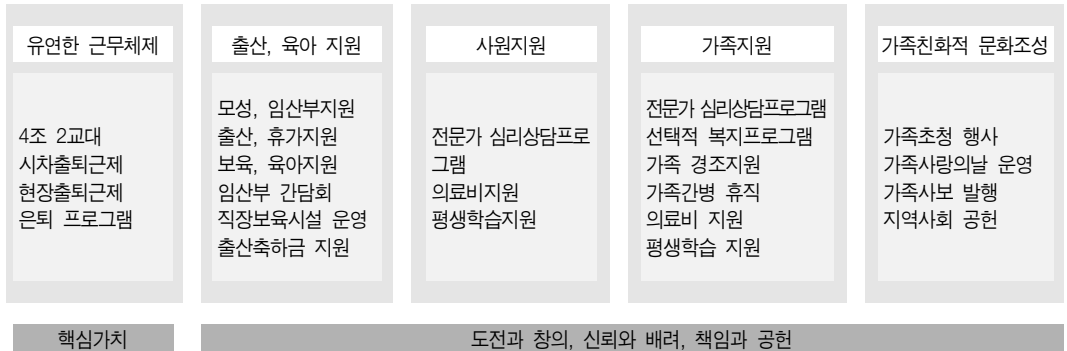 유연한 근무체제
4조 2교대
시차출퇴근제
현장출퇴근제
은퇴 프로그램
출산, 육아 지원
모성, 임산부지원
출산, 휴가지원
보육, 육아지원
임산부 간담회
직장보육시설 운영
출산축하금 지원
사원지원
전문가 심리상담프로
그램
의료비지원
평생학습지원
가족지원
전문가 심리상담프로그램
선택적 복지프로그램
가족 경조지원
가족간병 휴직
의료비 지원
평생학습 지원
가족친화적 문화조성
가족초청 행사
가족사랑의날 운영
가족사보 발행
지역사회 공헌
핵심가치
도전과 창의, 신뢰와 배려, 책임과 공헌